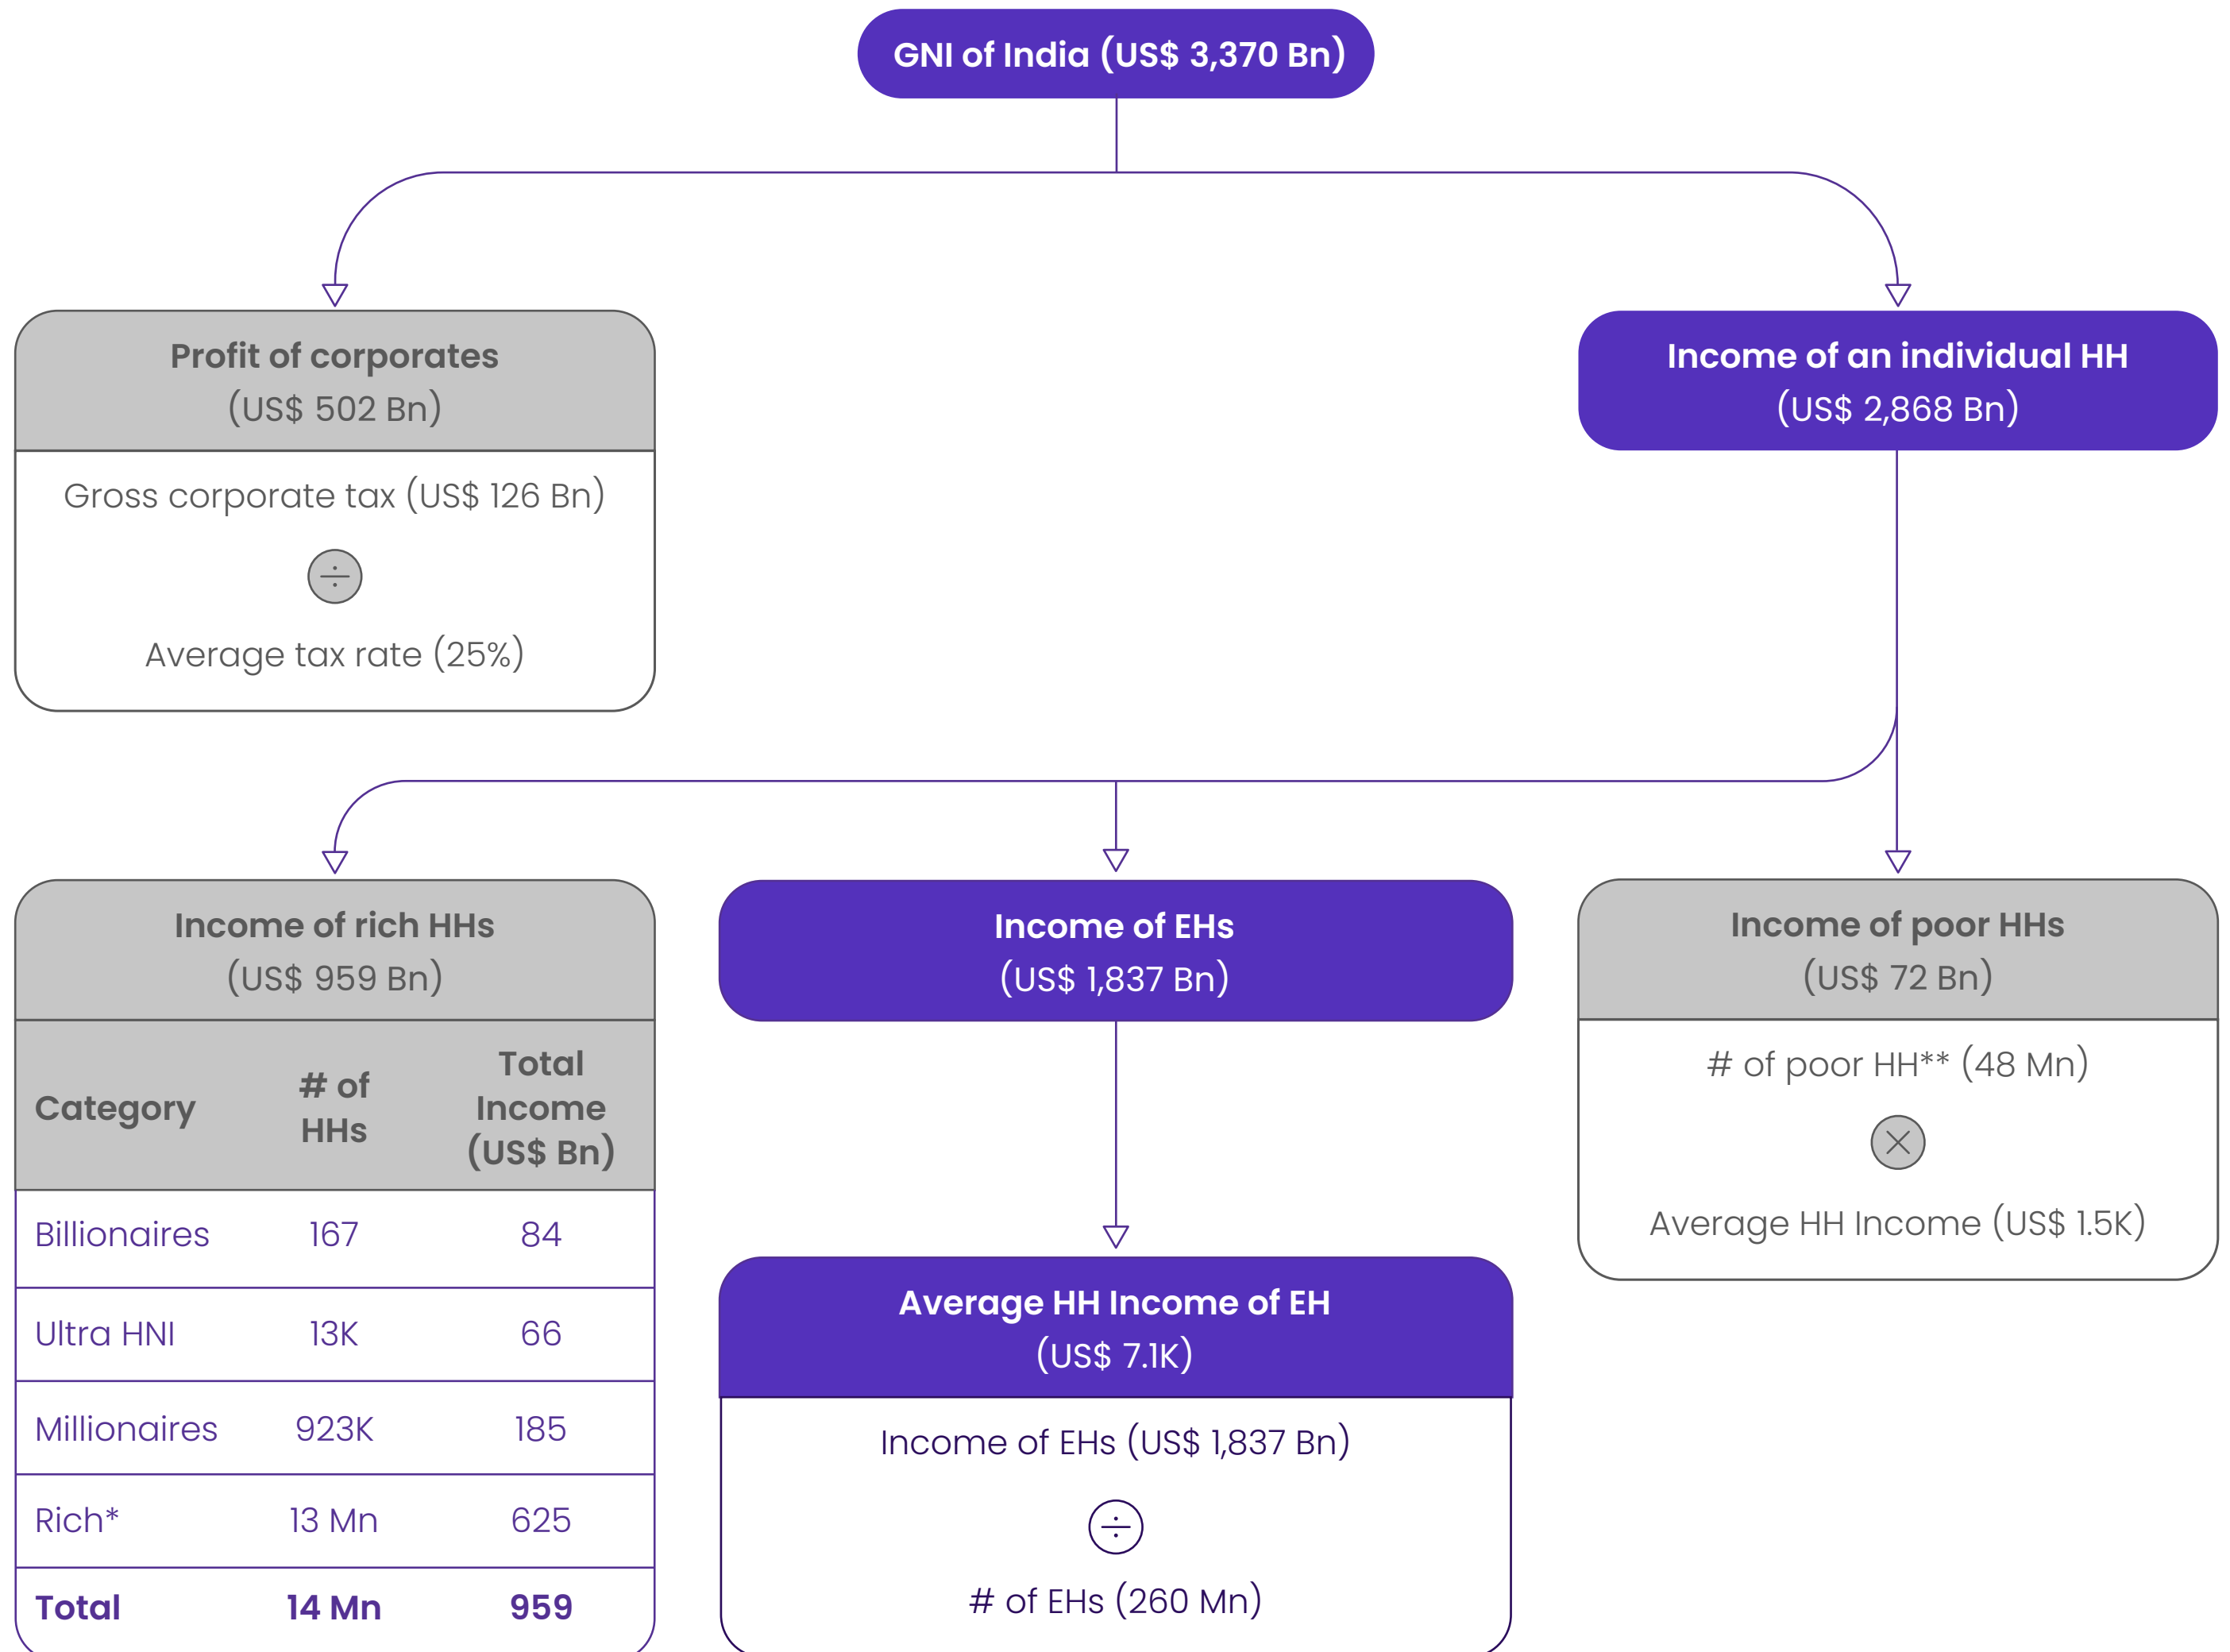 GNI of India (US$ 3,370 Bn)
Profit of corporates
(US$ 502 Bn)
Gross corporate tax (US$ 126 Bn)
÷
Average tax rate (25%)
Income of an individual HH
(US$ 2,868 Bn)
Income of rich HHs
(US$ 959 Bn)
Category # of HHs Total Income (US$ Bn)
Billionaires 167 84
Ultra HNI 13K 66
Millionaires 923K 185
Rich* 13 Mn 625
Total 14 Mn 959
Income of EHs
(US$ 1,837 Bn)
Average HH Income of EH
(US$ 7.1K)
Income of EHs (US$ 1,837 Bn)
÷
# of EHs (260 Mn)
Income of poor HHs
(US$ 72 Bn)
# of poor HH** (48 Mn)
×
Average HH Income (US$ 1.5K)